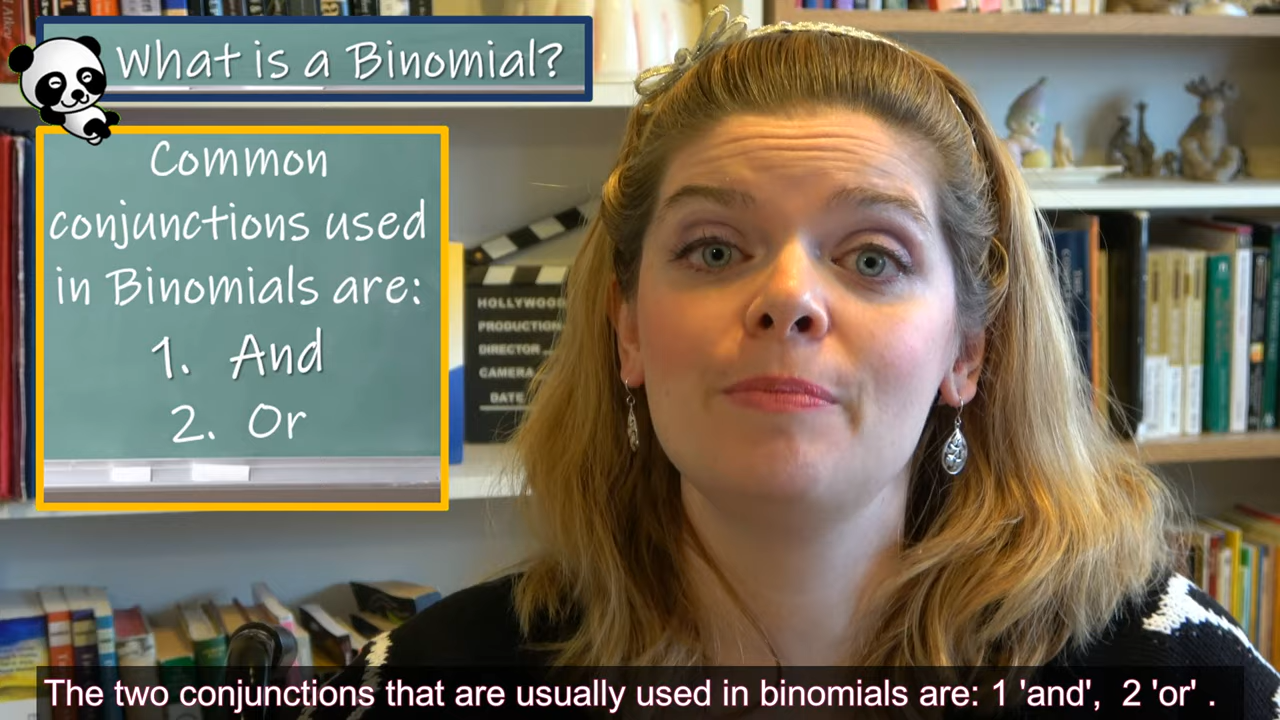 What is a Binomial?
Common
conjunctions used
in Binomials are:
1. And
2. Or
HOLLYWOOD
PRODUCTION
DIRECTOR
CAMERA
DATE
The two conjunctions that are usually used in binomials are: 1 'and', 2 'or' .